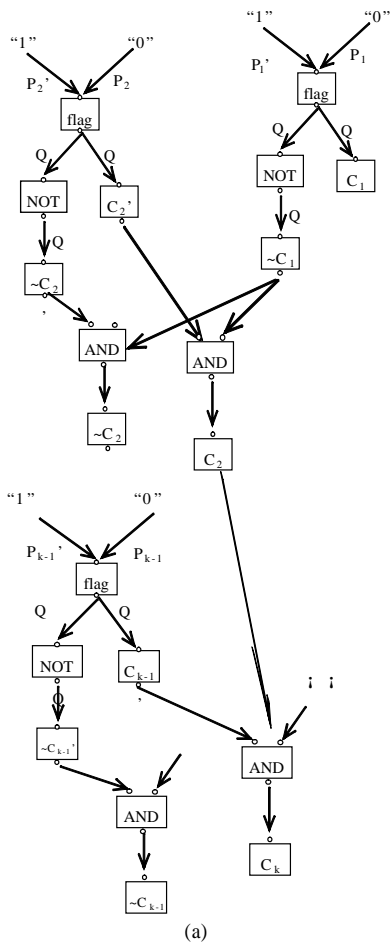 “1” “0”
P2’ P2
flag
Q Q
NOT C2’
Q
~C2
’
AND
~C2
“1” “0”
P1’ P1
flag
Q Q
NOT C1
Q
~C1
AND
C2
“1” “0”
Pk-1’ Pk-1
flag
Q Q
NOT Ck-1
’
Q
~Ck-1’
AND
~Ck-1
¡ ¡
AND
Ck
(a)